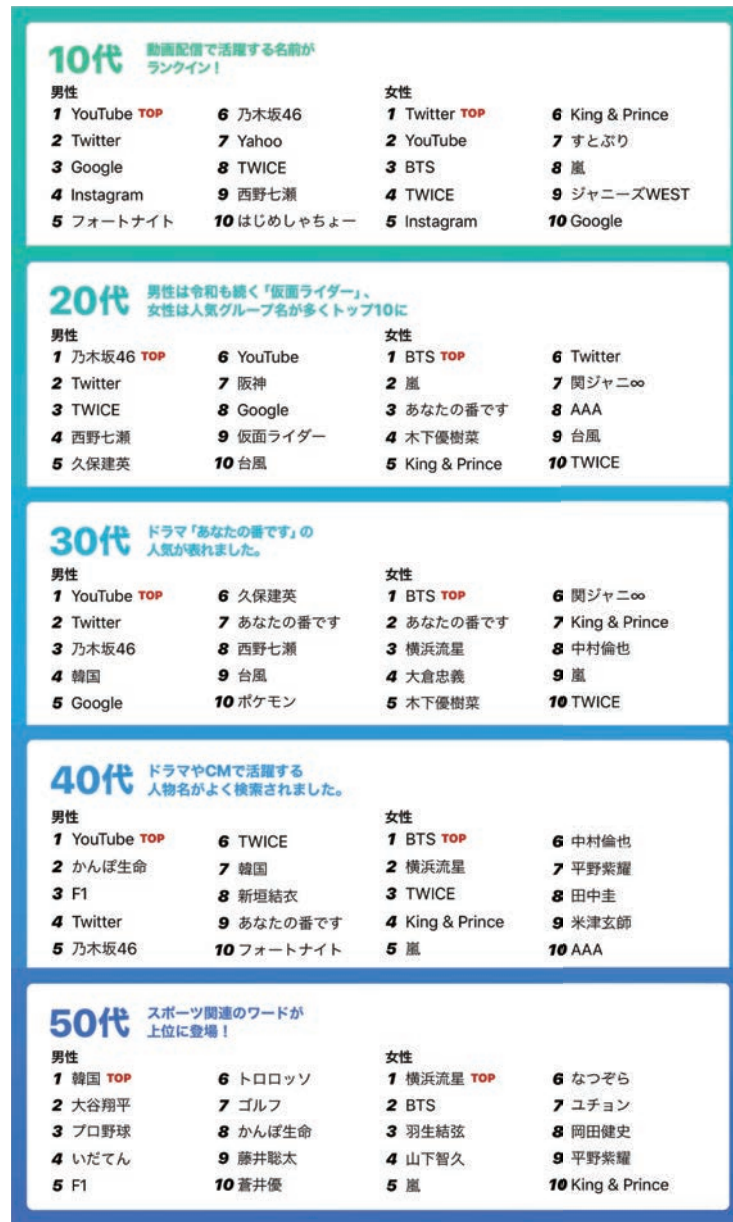 10代
動画配信で活躍する名前が
ランクイン！
男性
1 YouTube TOP
2 Twitter
3 Google
4 Instagram
5 フォートナイト
6 乃木坂46
7 Yahoo
8 TWICE
9 西野七瀬
10 はじめしゃちょー
女性
1 Twitter TOP
2 YouTube
3 BTS
4 TWICE
5 Instagram
6 King & Prince
7 すとぷり
8 嵐
9 ジャニーズWEST
10 Google
20代
男性は令和も続く「仮面ライダー」、
女性は人気グループ名が多くトップ10に
男性
1 乃木坂46 TOP
2 Twitter
3 TWICE
4 西野七瀬
5 久保建英
6 YouTube
7 阪神
8 Google
9 仮面ライダー
10 台風
女性
1 BTS TOP
2 嵐
3 あなたの番です
4 木下優樹菜
5 King & Prince
6 Twitter
7 関ジャニ∞
8 AAA
9 台風
10 TWICE
30代
ドラマ「あなたの番です」の
人気が表れました。
男性
1 YouTube TOP
2 Twitter
3 乃木坂46
4 韓国
5 Google
6 久保建英
7 あなたの番です
8 西野七瀬
9 台風
10 ポケモン
女性
1 BTS TOP
2 あなたの番です
3 横浜流星
4 大倉忠義
5 木下優樹菜
6 関ジャニ∞
7 King & Prince
8 中村倫也
9 嵐
10 TWICE
40代
ドラマやCMで活躍する
人物名がよく検索されました。
男性
1 YouTube TOP
2 かんぽ生命
3 F1
4 Twitter
5 乃木坂46
6 TWICE
7 韓国
8 新垣結衣
9 あなたの番です
10 フォートナイト
女性
1 BTS TOP
2 横浜流星
3 TWICE
4 King & Prince
5 嵐
6 中村倫也
7 平野紫耀
8 田中圭
9 米津玄師
10 AAA
50代
スポーツ関連のワードが
上位に登場！
男性
1 韓国 TOP
2 大谷翔平
3 プロ野球
4 いだてん
5 F1
6 トロロッソ
7 ゴルフ
8 かんぽ生命
9 藤井聡太
10 蒼井優
女性
1 横浜流星 TOP
2 BTS
3 羽生結弦
4 山下智久
5 嵐
6 なつぞら
7 ユチョン
8 岡田健史
9 平野紫耀
10 King & Prince